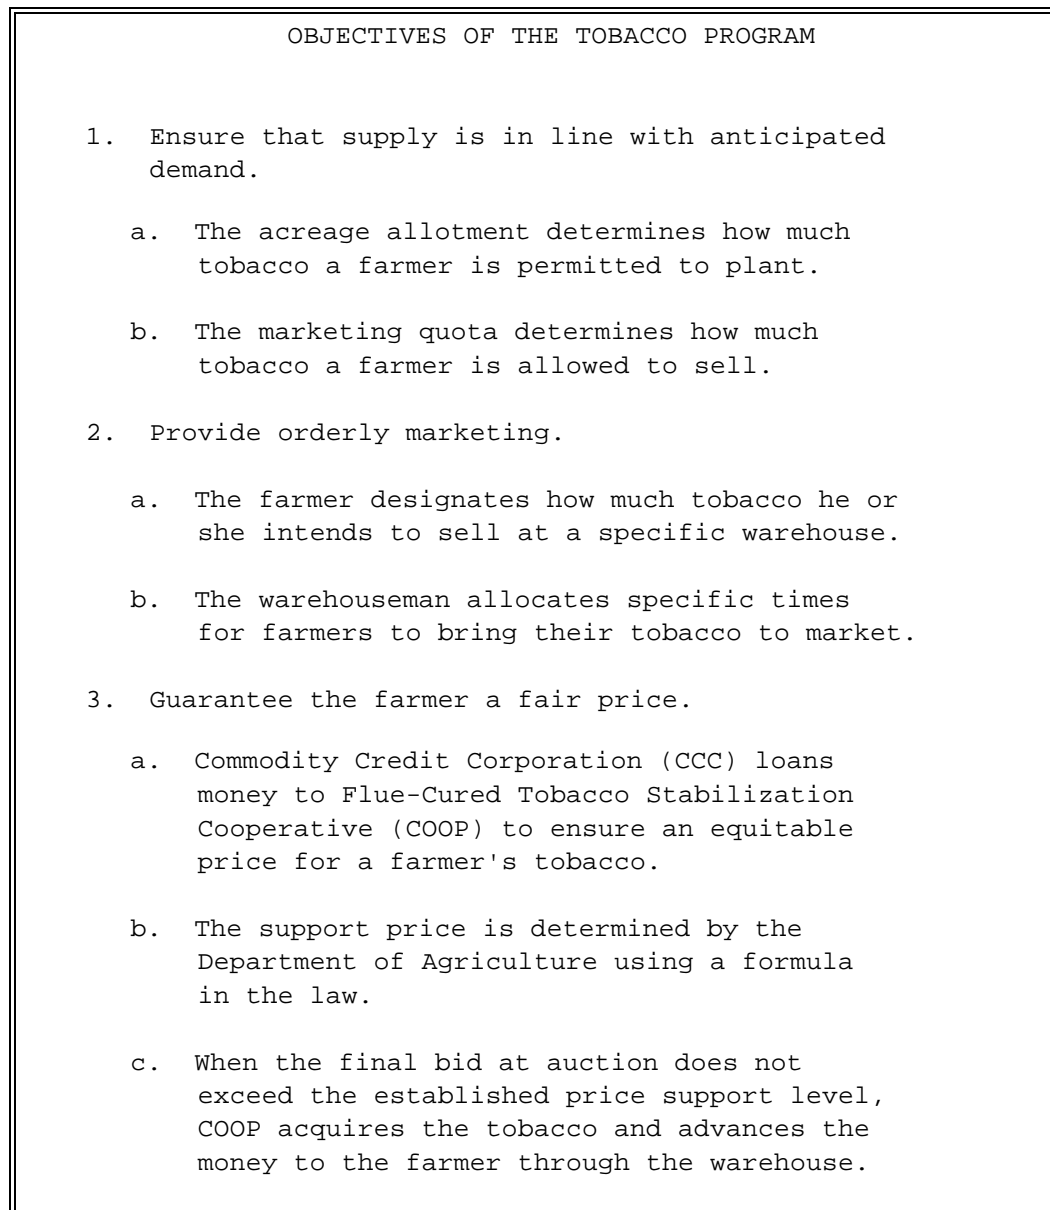 OBJECTIVES OF THE TOBACCO PROGRAM
1. Ensure that supply is in line with anticipated
demand.
a. The acreage allotment determines how much
tobacco a farmer is permitted to plant.
b. The marketing quota determines how much
tobacco a farmer is allowed to sell.
2. Provide orderly marketing.
a. The farmer designates how much tobacco he or
she intends to sell at a specific warehouse.
b. The warehouseman allocates specific times
for farmers to bring their tobacco to market.
3. Guarantee the farmer a fair price.
a. Commodity Credit Corporation (CCC) loans
money to Flue-Cured Tobacco Stabilization
Cooperative (COOP) to ensure an equitable
price for a farmer's tobacco.
b. The support price is determined by the
Department of Agriculture using a formula
in the law.
c. When the final bid at auction does not
exceed the established price support level,
COOP acquires the tobacco and advances the
money to the farmer through the warehouse.